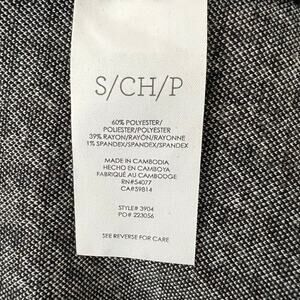 S/CH/P
60% POLYESTER/
POLIESTER/POLYESTER
39% RAYON/RAYON/RAYONNE
1% SPANDEX/SPANDEX/SPANDEX
MADE IN CAMBODIA
HECHO EN CAMBOYA
FABRIQUÉ AU CAMBODGE
RN#54077
CA#59814
STYLE# 3904
PO# 223056
SEE REVERSE FOR CARE